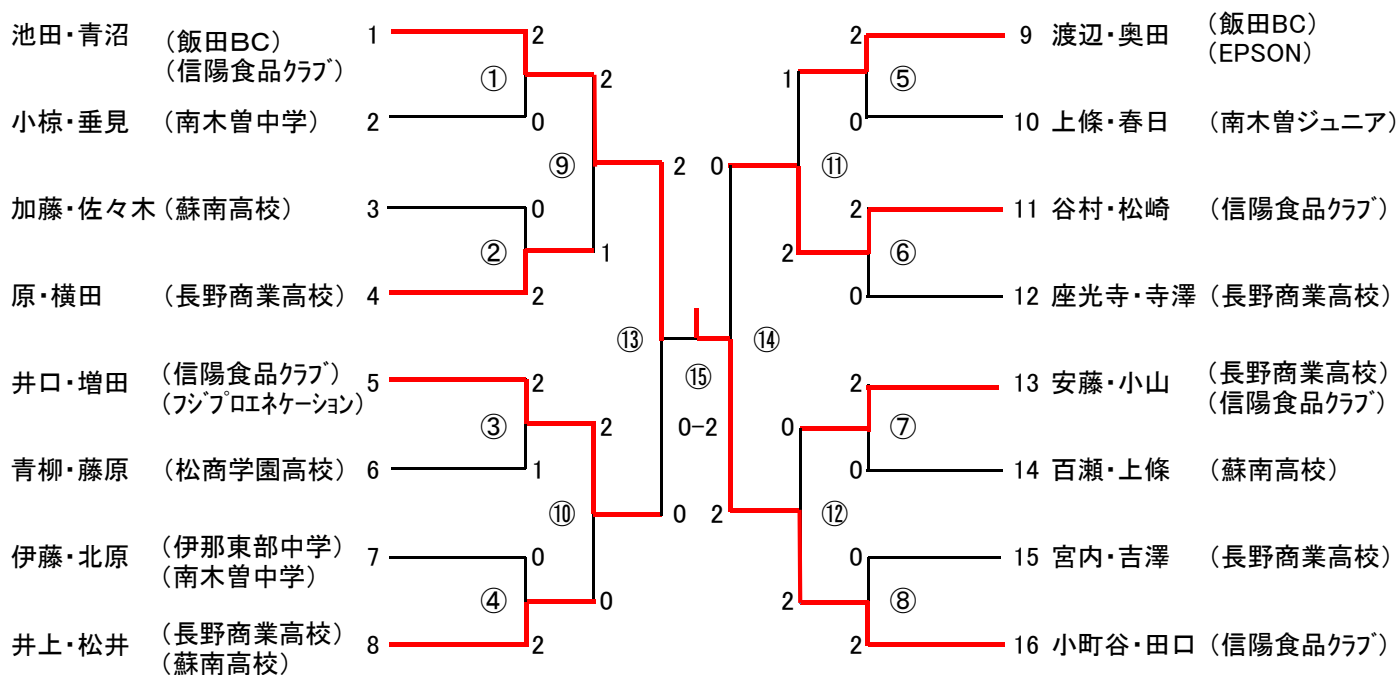 池田・青沼 (飯田BC) 1 2
(信陽食品クラブ)
① 2
小椋・垂見 (南木曽中学) 2 0
⑨ 2
加藤・佐々木 (蘇南高校) 3 0
② 1
原・横田 (長野商業高校) 4 2
⑬
井口・増田 (信陽食品クラブ) 5 2
(フジプロエネケーション)
③ 2
青柳・藤原 (松商学園高校) 6 1
⑩ 0
伊藤・北原 (伊那東部中学) 7 0
(南木曽中学)
④ 0
井上・松井 (長野商業高校) 8 2
(蘇南高校)
⑮
0-2
2 9 渡辺・奥田 (飯田BC)
(EPSON)
1 ⑤
0 10 上條・春日 (南木曽ジュニア)
0 ⑪
2 11 谷村・松崎 (信陽食品クラブ)
2 ⑥
0 12 座光寺・寺澤 (長野商業高校)
⑭
2 13 安藤・小山 (長野商業高校)
(信陽食品クラブ)
0 ⑦
0 14 百瀬・上條 (蘇南高校)
2 ⑫
0 15 宮内・吉澤 (長野商業高校)
2 ⑧
2 16 小町谷・田口 (信陽食品クラブ)